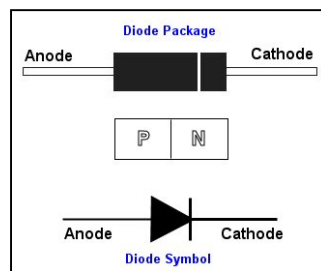 Diode Package
Anode
Cathode
P N
Anode
Cathode
Diode Symbol